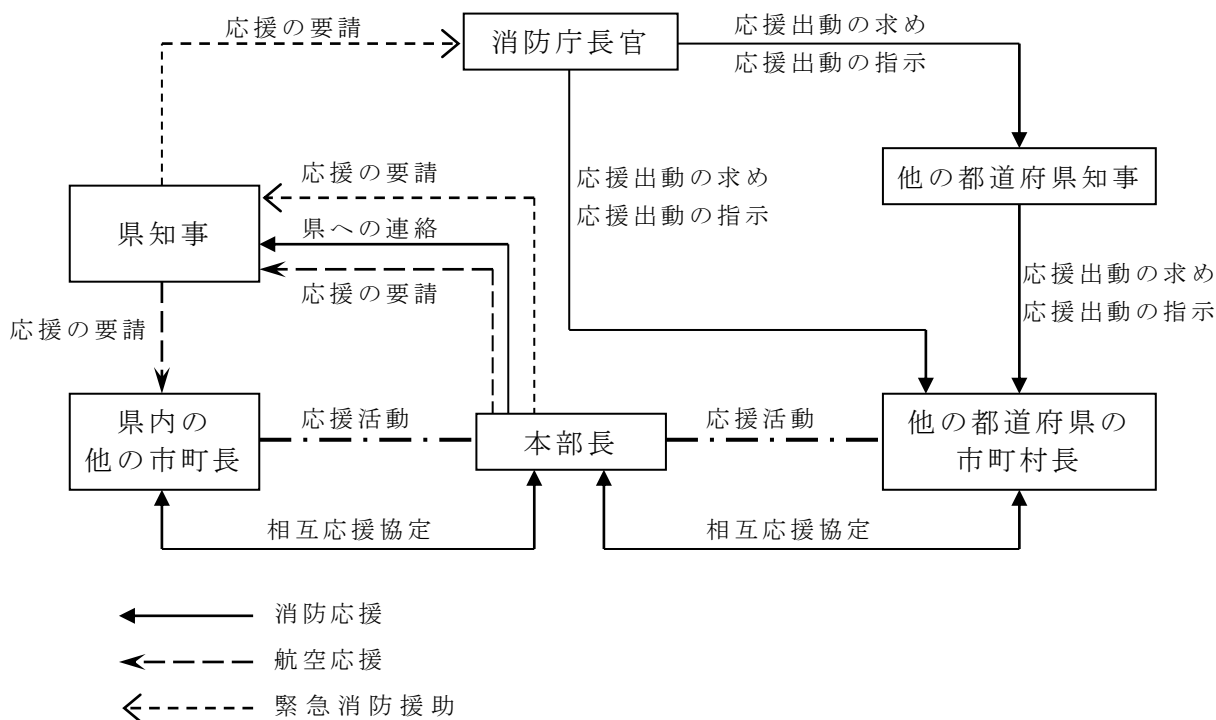 応援の要請
消防庁長官
応援出動の求め
応援出動の指示
他の都道府県知事
応援の要請
県知事
県への連絡
応援の要請
応援出動の求め
応援出動の指示
応援出動の求め
応援出動の指示
応援の要請
県内の
他の市町長
応援活動
本部長
応援活動
他の都道府県の
市町村長
相互応援協定
相互応援協定
消防応援
航空応援
緊急消防援助